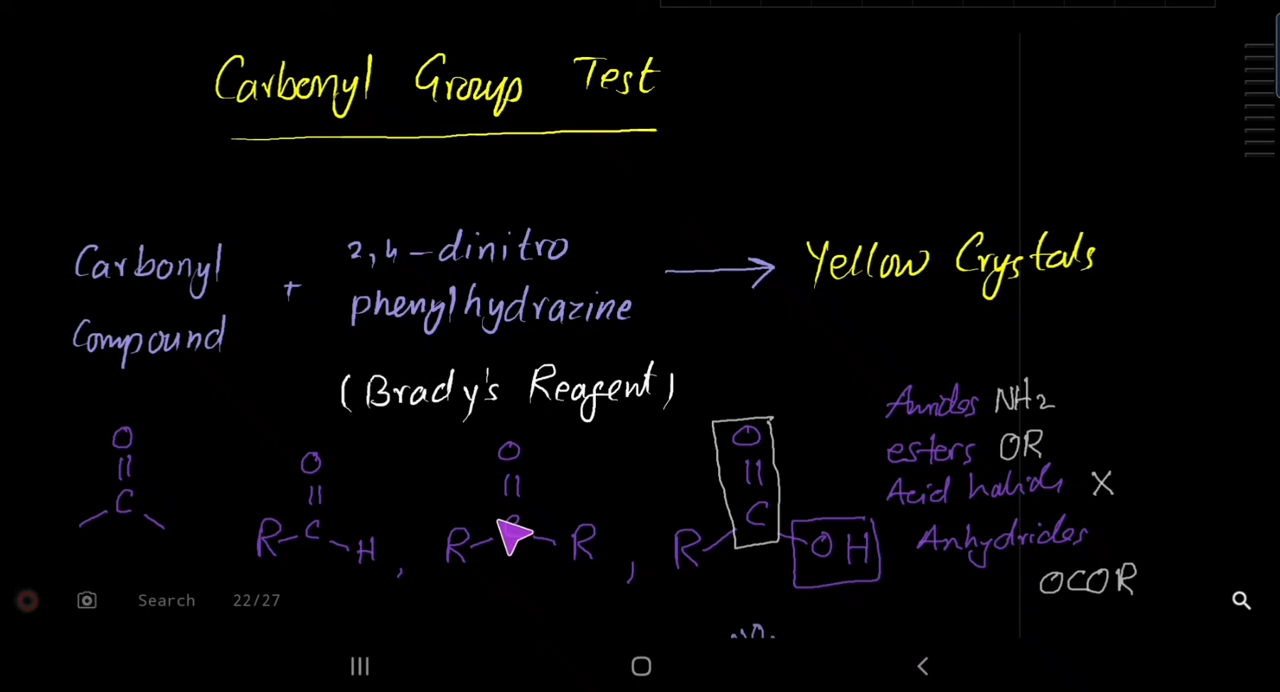 Carbonyl Group Test
Carbonyl Compound + 2,4-dinitro phenylhydrazine → Yellow Crystals
(Brady's Reagent)
O
||
C
O
||
R-C-H ,
O
||
R R ,
O
||
R C OH
Amides NH2
esters OR
Acid halids X
Anhydrides
OCOR
Search 22/27